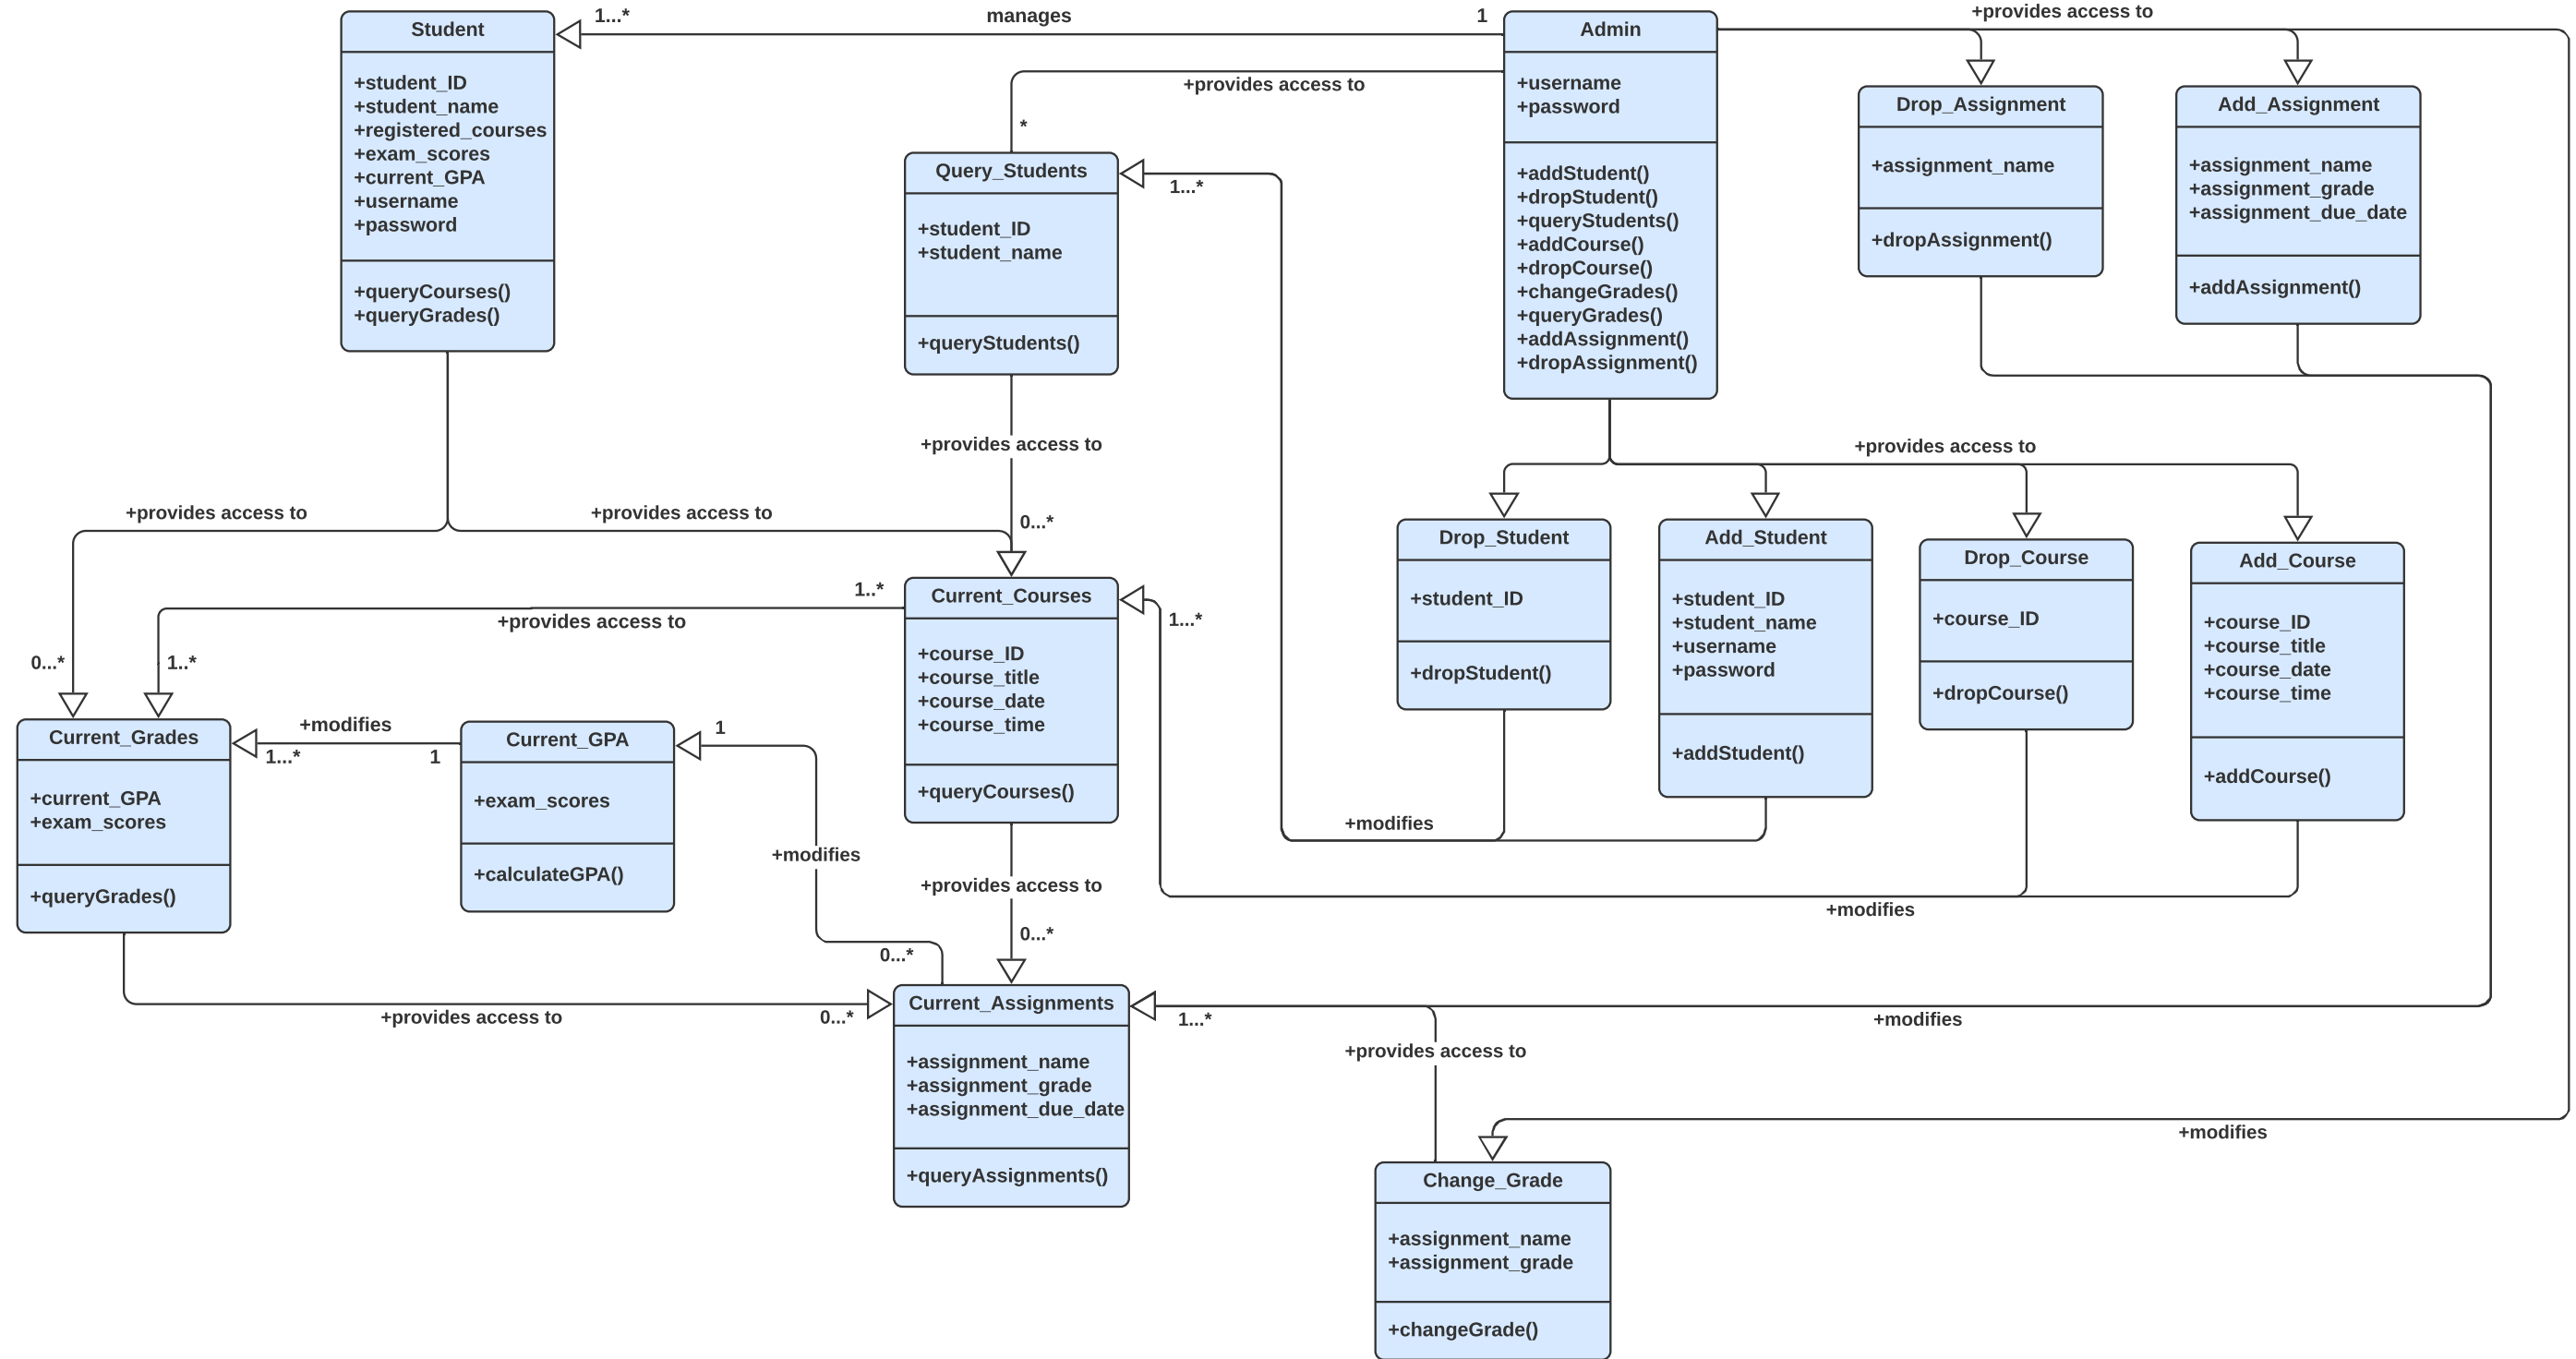 Student
+student_ID
+student_name
+registered_courses
+exam_scores
+current_GPA
+username
+password
+queryCourses()
+queryGrades()
1...*
manages
1
Admin
+username
+password
+addStudent()
+dropStudent()
+queryStudents()
+addCourse()
+dropCourse()
+changeGrades()
+queryGrades()
+addAssignment()
+dropAssignment()
+provides access to
+provides access to
*
Query_Students
+student_ID
+student_name
+queryStudents()
1...*
Drop_Assignment
+assignment_name
+dropAssignment()
Add_Assignment
+assignment_name
+assignment_grade
+assignment_due_date
+addAssignment()
+provides access to
0...*
+provides access to
+provides access to
+provides access to
Drop_Student
+student_ID
+dropStudent()
Add_Student
+student_ID
+student_name
+username
+password
+addStudent()
Drop_Course
+course_ID
+dropCourse()
Add_Course
+course_ID
+course_title
+course_date
+course_time
+addCourse()
1..*
+provides access to
0...*
1..*
Current_Courses
+course_ID
+course_title
+course_date
+course_time
+queryCourses()
1...*
Current_Grades
+current_GPA
+exam_scores
+queryGrades()
+modifies
1...*
1
Current_GPA
+exam_scores
+calculateGPA()
1
+modifies
0...*
+modifies
+modifies
+provides access to
0...*
+provides access to
0...*
Current_Assignments
+assignment_name
+assignment_grade
+assignment_due_date
+queryAssignments()
1...*
+modifies
+provides access to
+modifies
Change_Grade
+assignment_name
+assignment_grade
+changeGrade()